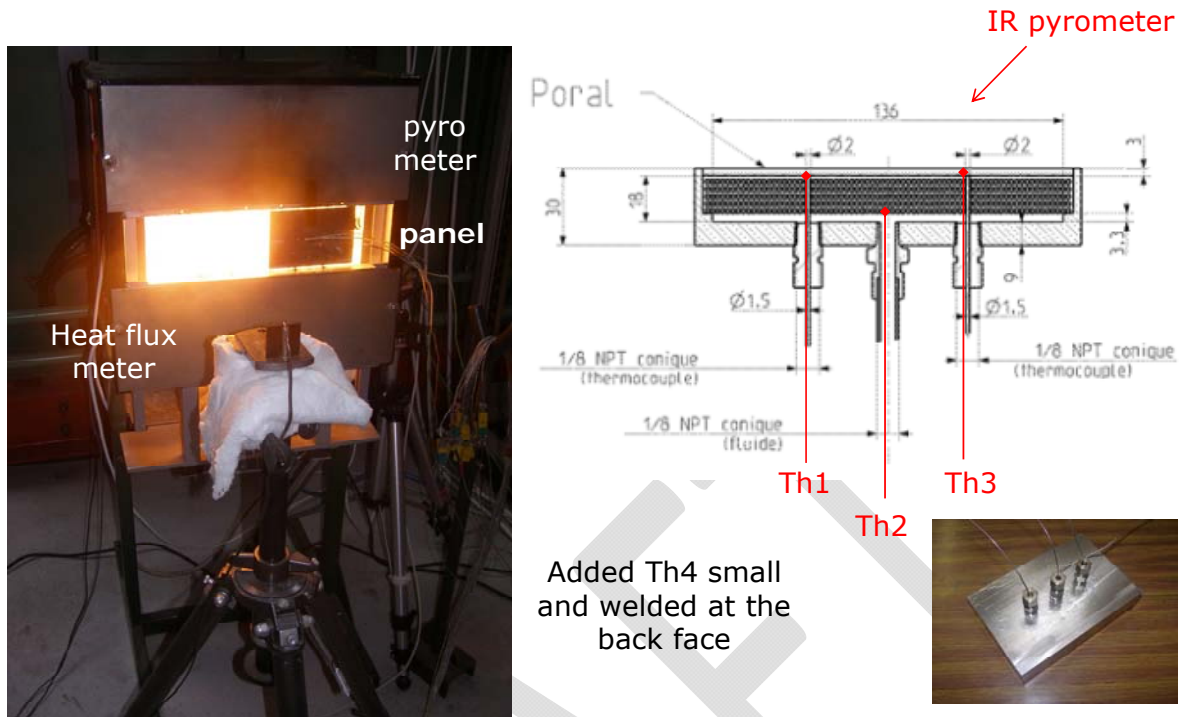 IR pyrometer
pyro
meter
panel
Heat flux
meter
Poral
136
Ø2
Ø2
3
30
18
3.3
9
Ø1.5
Ø1.5
1/8 NPT conique
(thermocouple)
1/8 NPT conique
(thermocouple)
1/8 NPT conique
(fluide)
Th1
Th3
Th2
Added Th4 small
and welded at the
back face